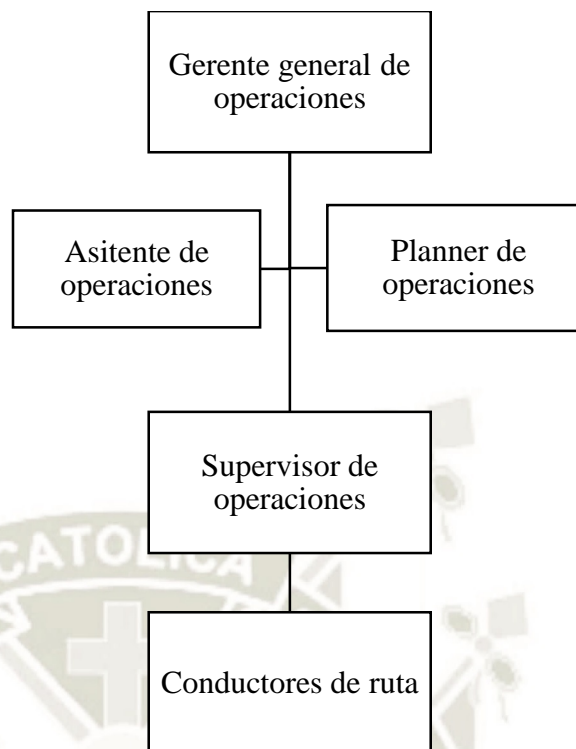 Gerente general de
operaciones
Asitente de
operaciones
Planner de
operaciones
Supervisor de
operaciones
CATOLICA
Conductores de ruta